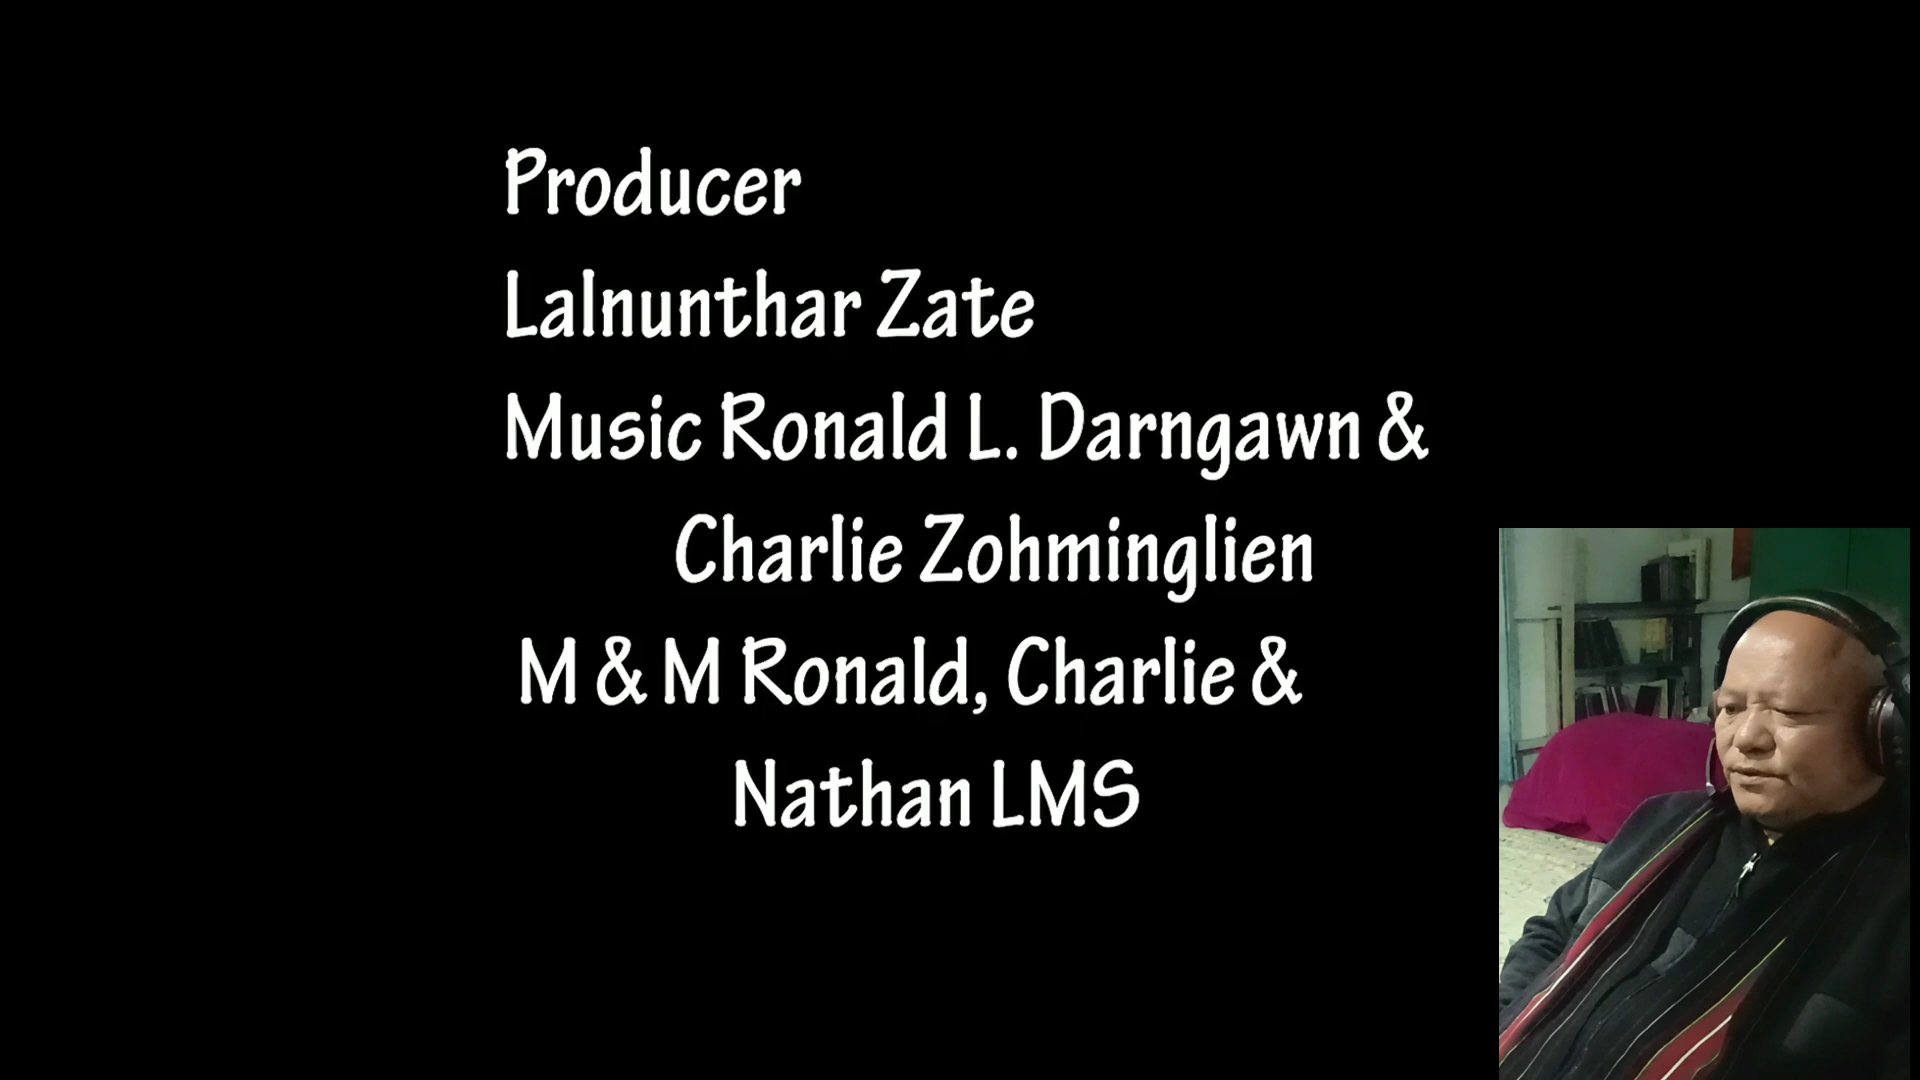 Producer
Lalnunthar Zate
Music Ronald L. Darngawn &
Charlie Zohminglien
M & M Ronald, Charlie &
Nathan LMS